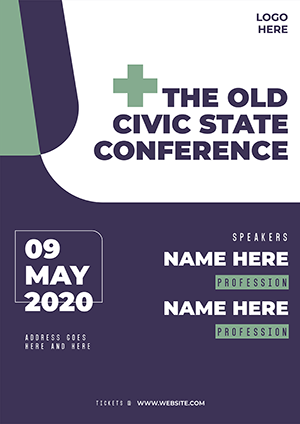 LOGO
HERE
THE OLD
CIVIC STATE
CONFERENCE
09
MAY
2020
ADDRESS GOES
HERE AND HERE
SPEAKERS
NAME HERE
PROFESSION
NAME HERE
PROFESSION
TICKETS @ WWW.WEBSITE.COM